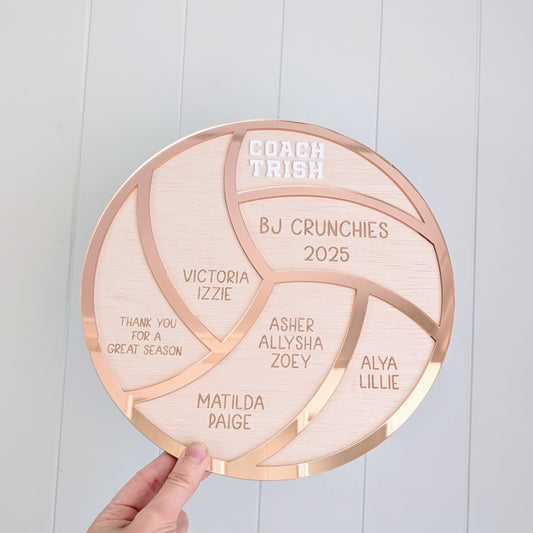 COACH
TRISH
BJ CRUNCHIES
2025
VICTORIA
IZZIE
THANK YOU
FOR A
GREAT SEASON
ASHER
ALLYSHA
ZOEY
ALYA
LILLIE
MATILDA
PAIGE